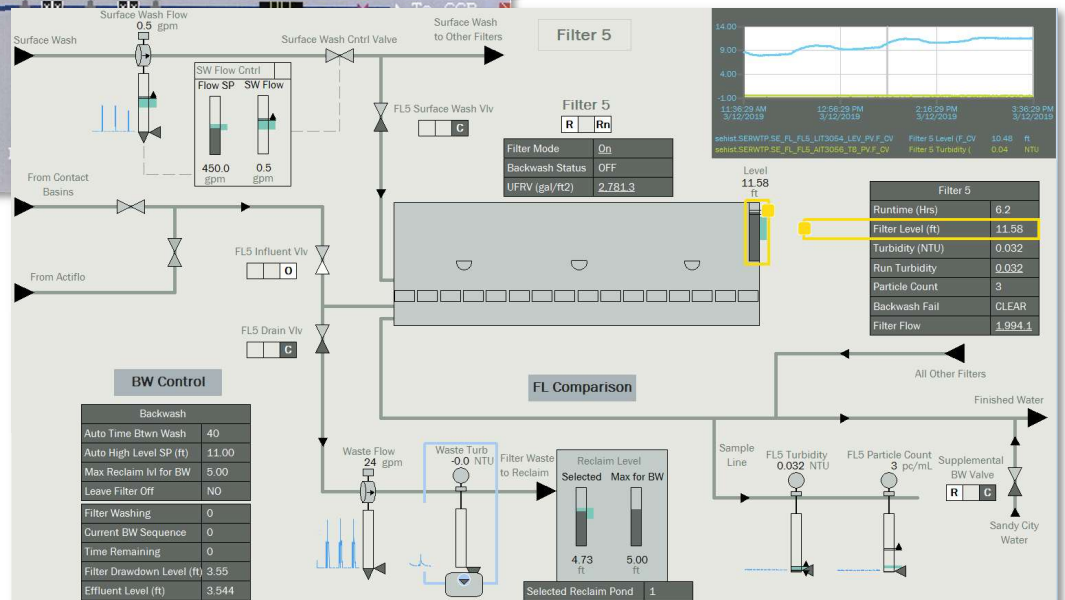 To CCR
Surface Wash Flow
0.5
gpm
Surface Wash
to Other Filters
Filter 5
Surface Wash
Surface Wash Cntrl Valve
SW Flow Cntrl
Flow SP
SW Flow
450.0
gpm
0.5
gpm
FL5 Surface Wash Vlv
C
Filter 5
R
Rn
Filter Mode
On
Backwash Status
OFF
UFRV (gal/ft2)
2,781.3
14.00
9.00
4.00
-1.00
11:36:29 AM
3/12/2019
12:56:29 PM
3/12/2019
2:16:29 PM
3/12/2019
3:36:29 PM
3/12/2019
sehist.SERWTP.SE_FL_FL5_LIT3054_LEV_PV.F_CV
Filter 5 Level (F_CV
10.48
ft
sehist.SERWTP.SE_FL_FL5_AIT3056_TB_PV.F_CV
Filter 5 Turbidity (
0.04
NTU
Level
11.58
ft
Filter 5
Runtime (Hrs)
6.2
Filter Level (ft)
11.58
Turbidity (NTU)
0.032
Run Turbidity
0.032
Particle Count
3
Backwash Fail
CLEAR
Filter Flow
1,994.1
From Contact
Basins
From Actiflo
FL5 Influent Vlv
O
FL5 Drain Vlv
C
BW Control
FL Comparison
All Other Filters
Finished Water
Backwash
Auto Time Btwn Wash
40
Auto High Level SP (ft)
11.00
Max Reclaim lvl for BW
5.00
Leave Filter Off
NO
Filter Washing
0
Current BW Sequence
0
Time Remaining
0
Filter Drawdown Level (ft)
3.55
Effluent Level (ft)
3.544
Waste Flow
24 gpm
Waste Turb
-0.0 NTU
Filter Waste
to Reclaim
Reclaim Level
Selected
Max for BW
4.73
ft
5.00
ft
Selected Reclaim Pond
1
Sample
Line
FL5 Turbidity
0.032 NTU
FL5 Particle Count
3 pc/mL
Supplemental
BW Valve
R
C
Sandy City
Water